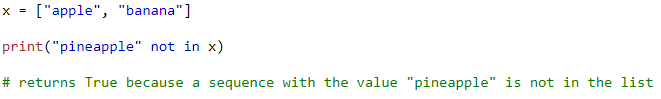 x = ["apple", "banana"]
print("pineapple" not in x)
# returns True because a sequence with the value "pineapple" is not in the list